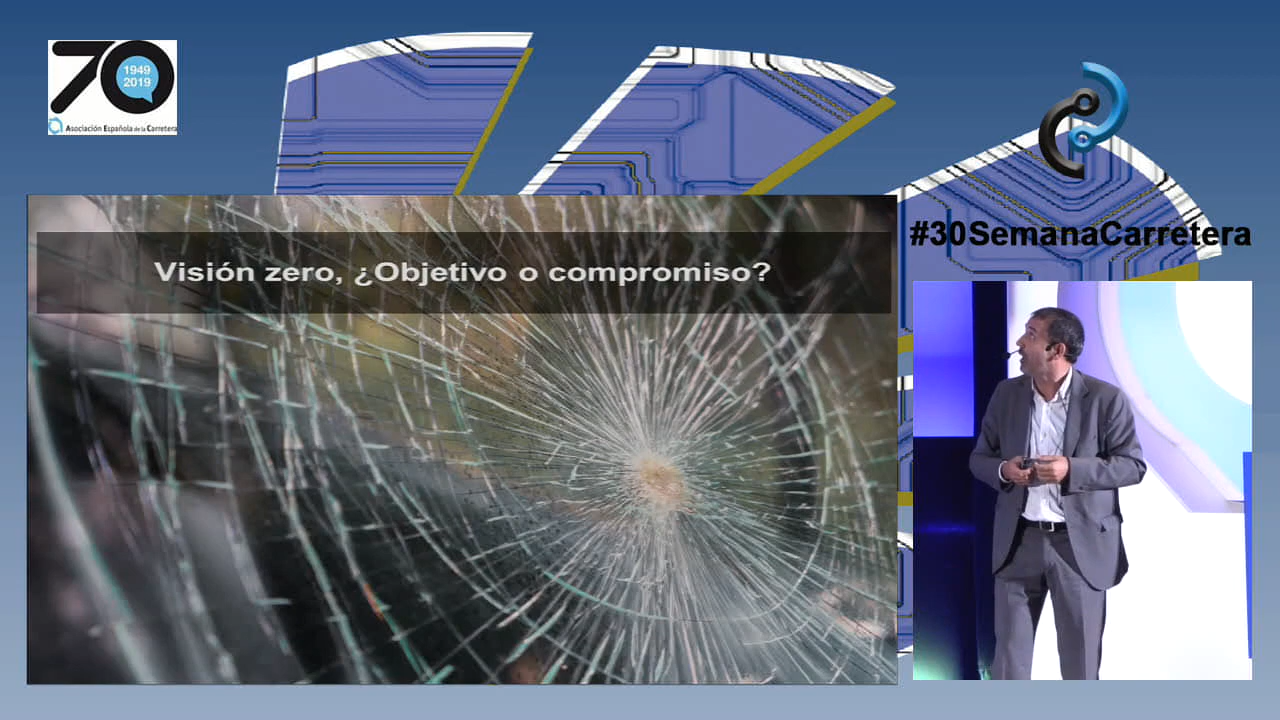 70
1949
2019
Asociación Española de la Carretera
#30SemanaCarretera
Visión zero, ¿Objetivo o compromiso?